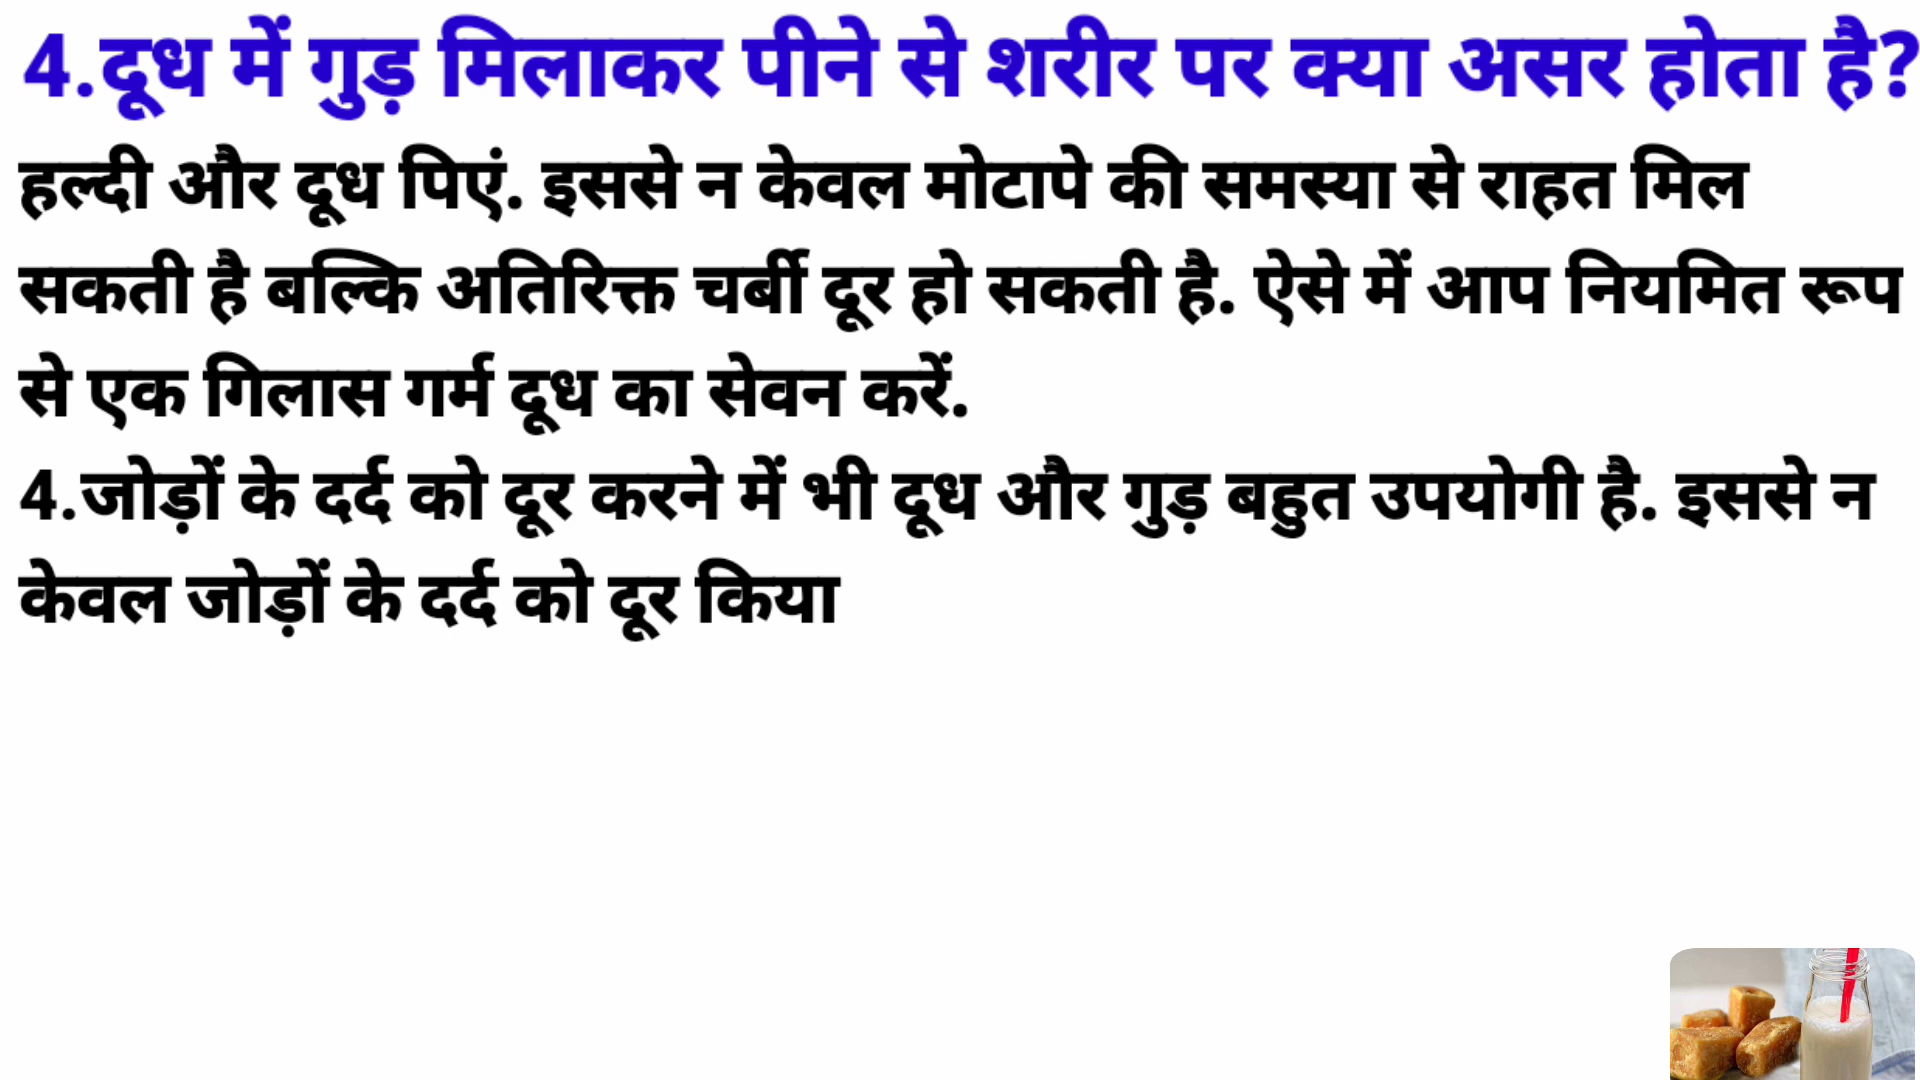 4.दूध में गुड़ मिलाकर पीने से शरीर पर क्या असर होता है?
हल्दी और दूध पिएं. इससे न केवल मोटापे की समस्या से राहत मिल
सकती है बल्कि अतिरिक्त चर्बी दूर हो सकती है. ऐसे में आप नियमित रूप
से एक गिलास गर्म दूध का सेवन करें.
4.जोड़ों के दर्द को दूर करने में भी दूध और गुड़ बहुत उपयोगी है. इससे न
केवल जोड़ों के दर्द को दूर किया